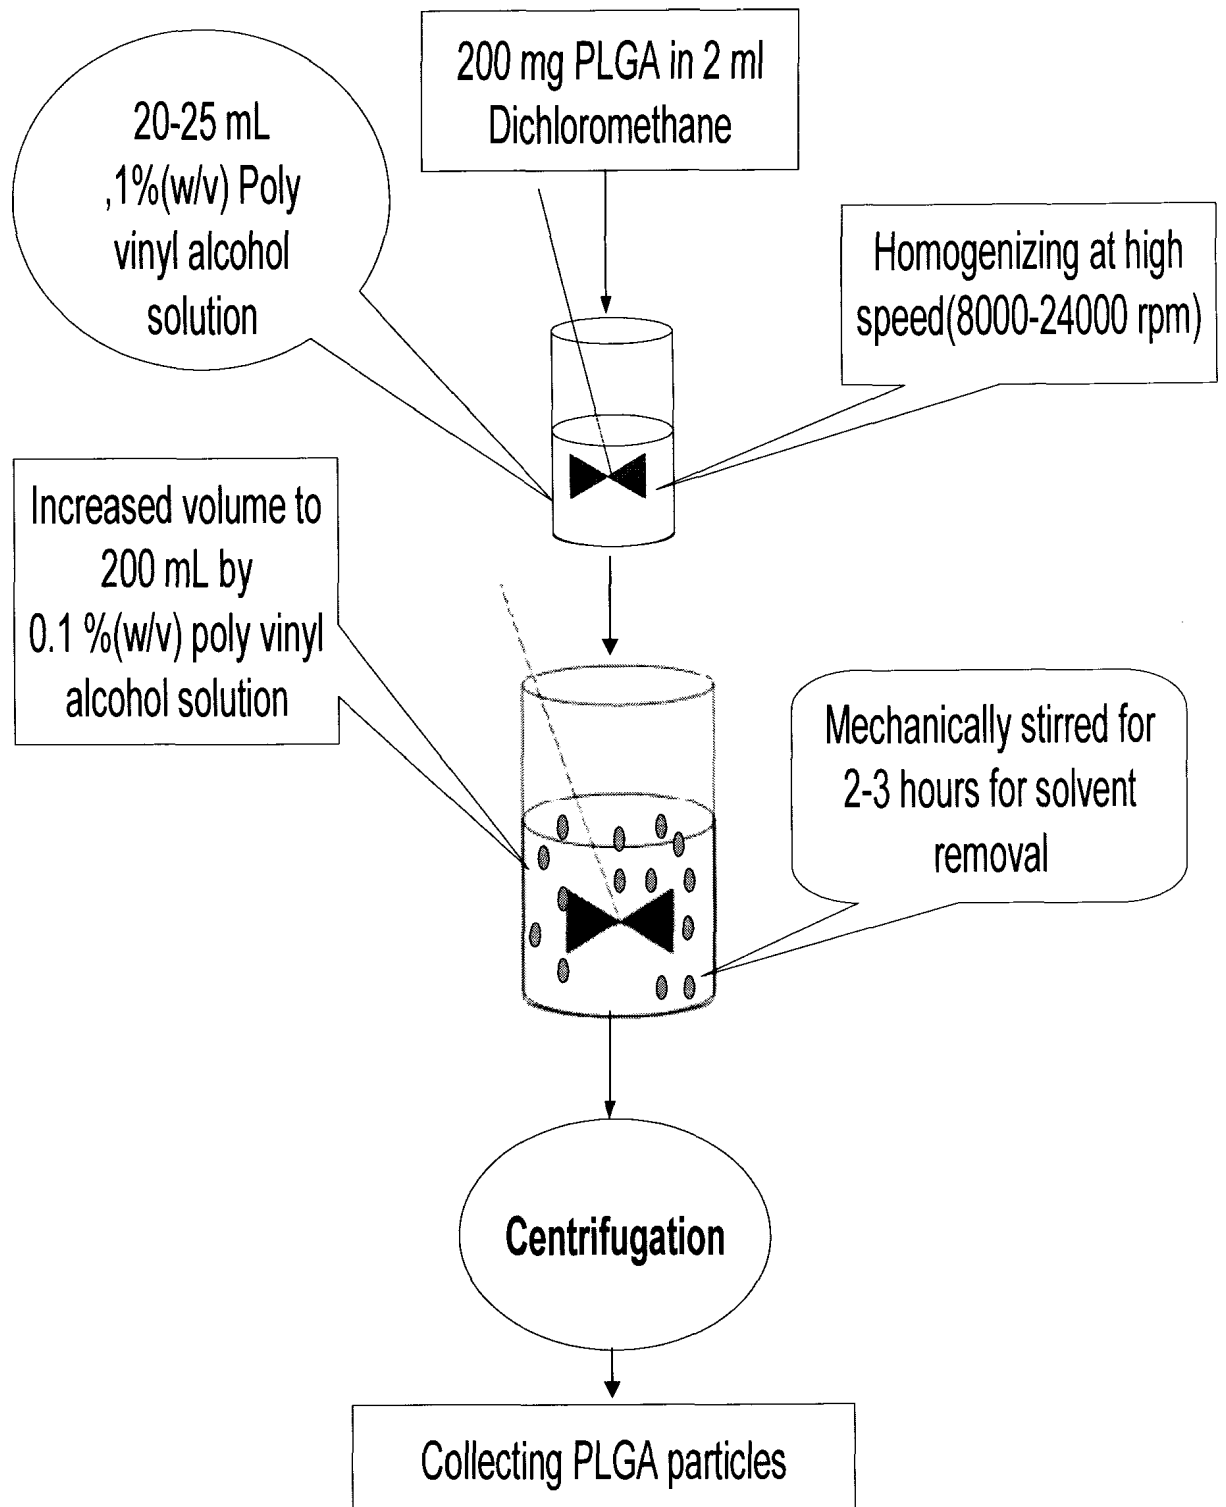 200 mg PLGA in 2 ml
Dichloromethane
20-25 mL
,1%(w/v) Poly
vinyl alcohol
solution
Homogenizing at high
speed(8000-24000 rpm)
Increased volume to
200 mL by
0.1 %(w/v) poly vinyl
alcohol solution
Mechanically stirred for
2-3 hours for solvent
removal
Centrifugation
Collecting PLGA particles